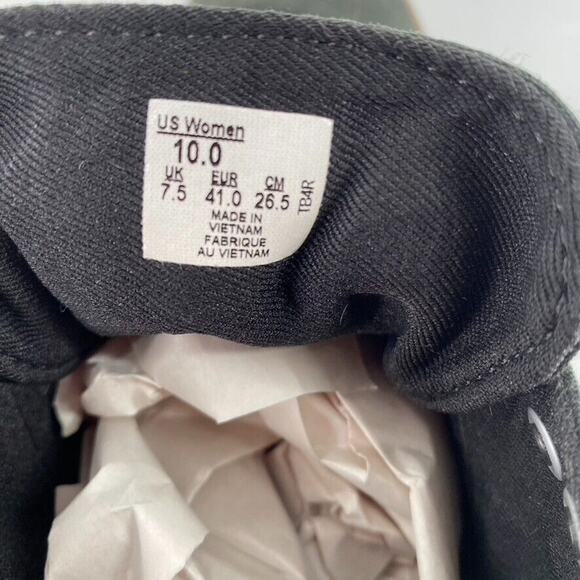 US Women
10.0
UK EUR CM
7.5 41.0 26.5
MADE IN
VIETNAM
FABRIQUE
AU VIETNAM
TB4R